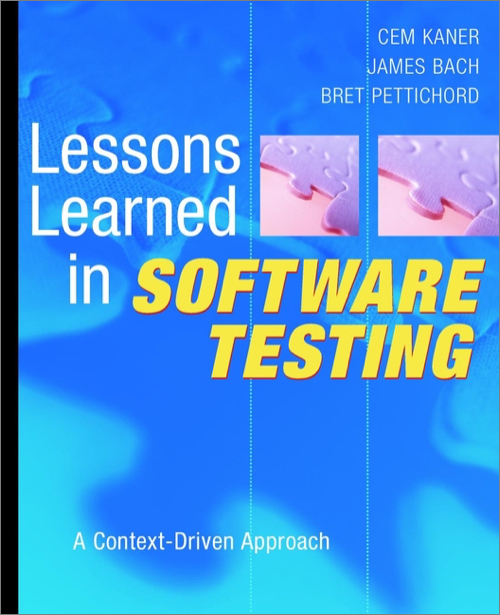 CEM KANER
JAMES BACH
BRET PETTICHORD
Lessons
Learned
in SOFTWARE
TESTING
A Context-Driven Approach